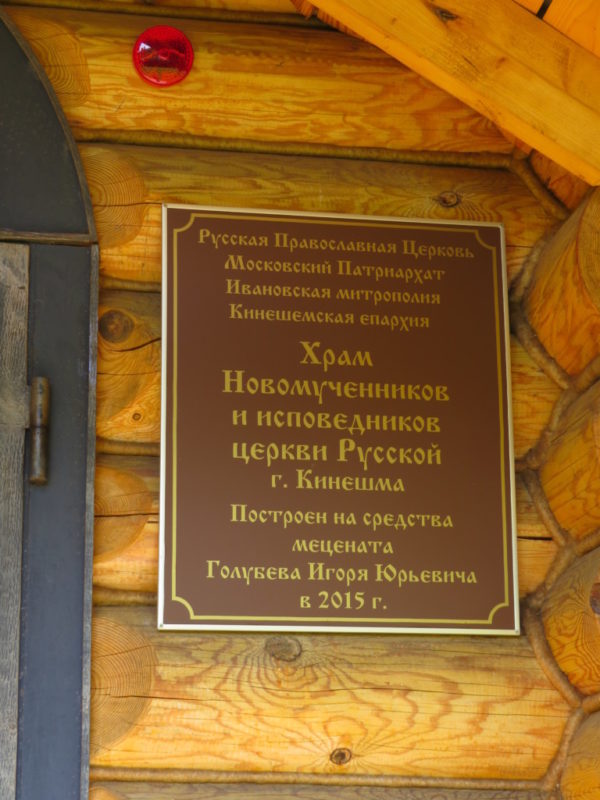 Русская Православная Церковь
Московский Патриархат
Ивановская митрополия
Кинешемская епархия
Храм
Новомученников
и исповедников
церкви Русской
г. Кинешма
Построен на средства
мецената
Голубева Игоря Юрьевича
в 2015 г.